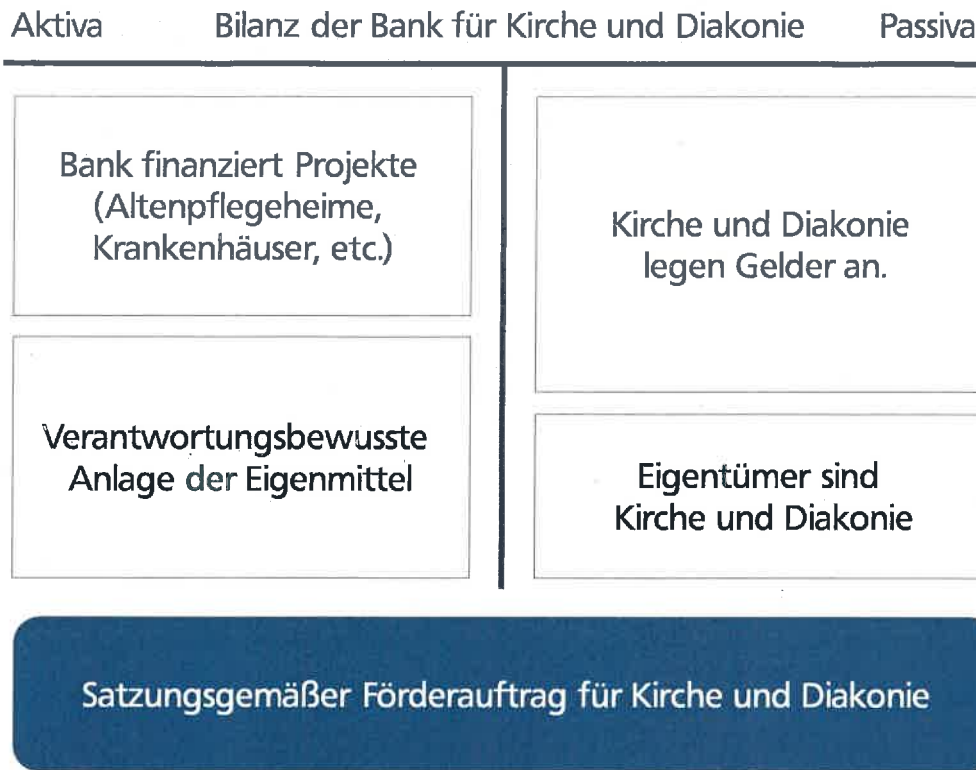 Aktiva Bilanz der Bank für Kirche und Diakonie Passiva
Bank finanziert Projekte
(Altenpflegeheime,
Krankenhäuser, etc.)
Verantwortungsbewusste
Anlage der Eigenmittel
Kirche und Diakonie
legen Gelder an.
Eigentümer sind
Kirche und Diakonie
Satzungsgemäßer Förderauftrag für Kirche und Diakonie